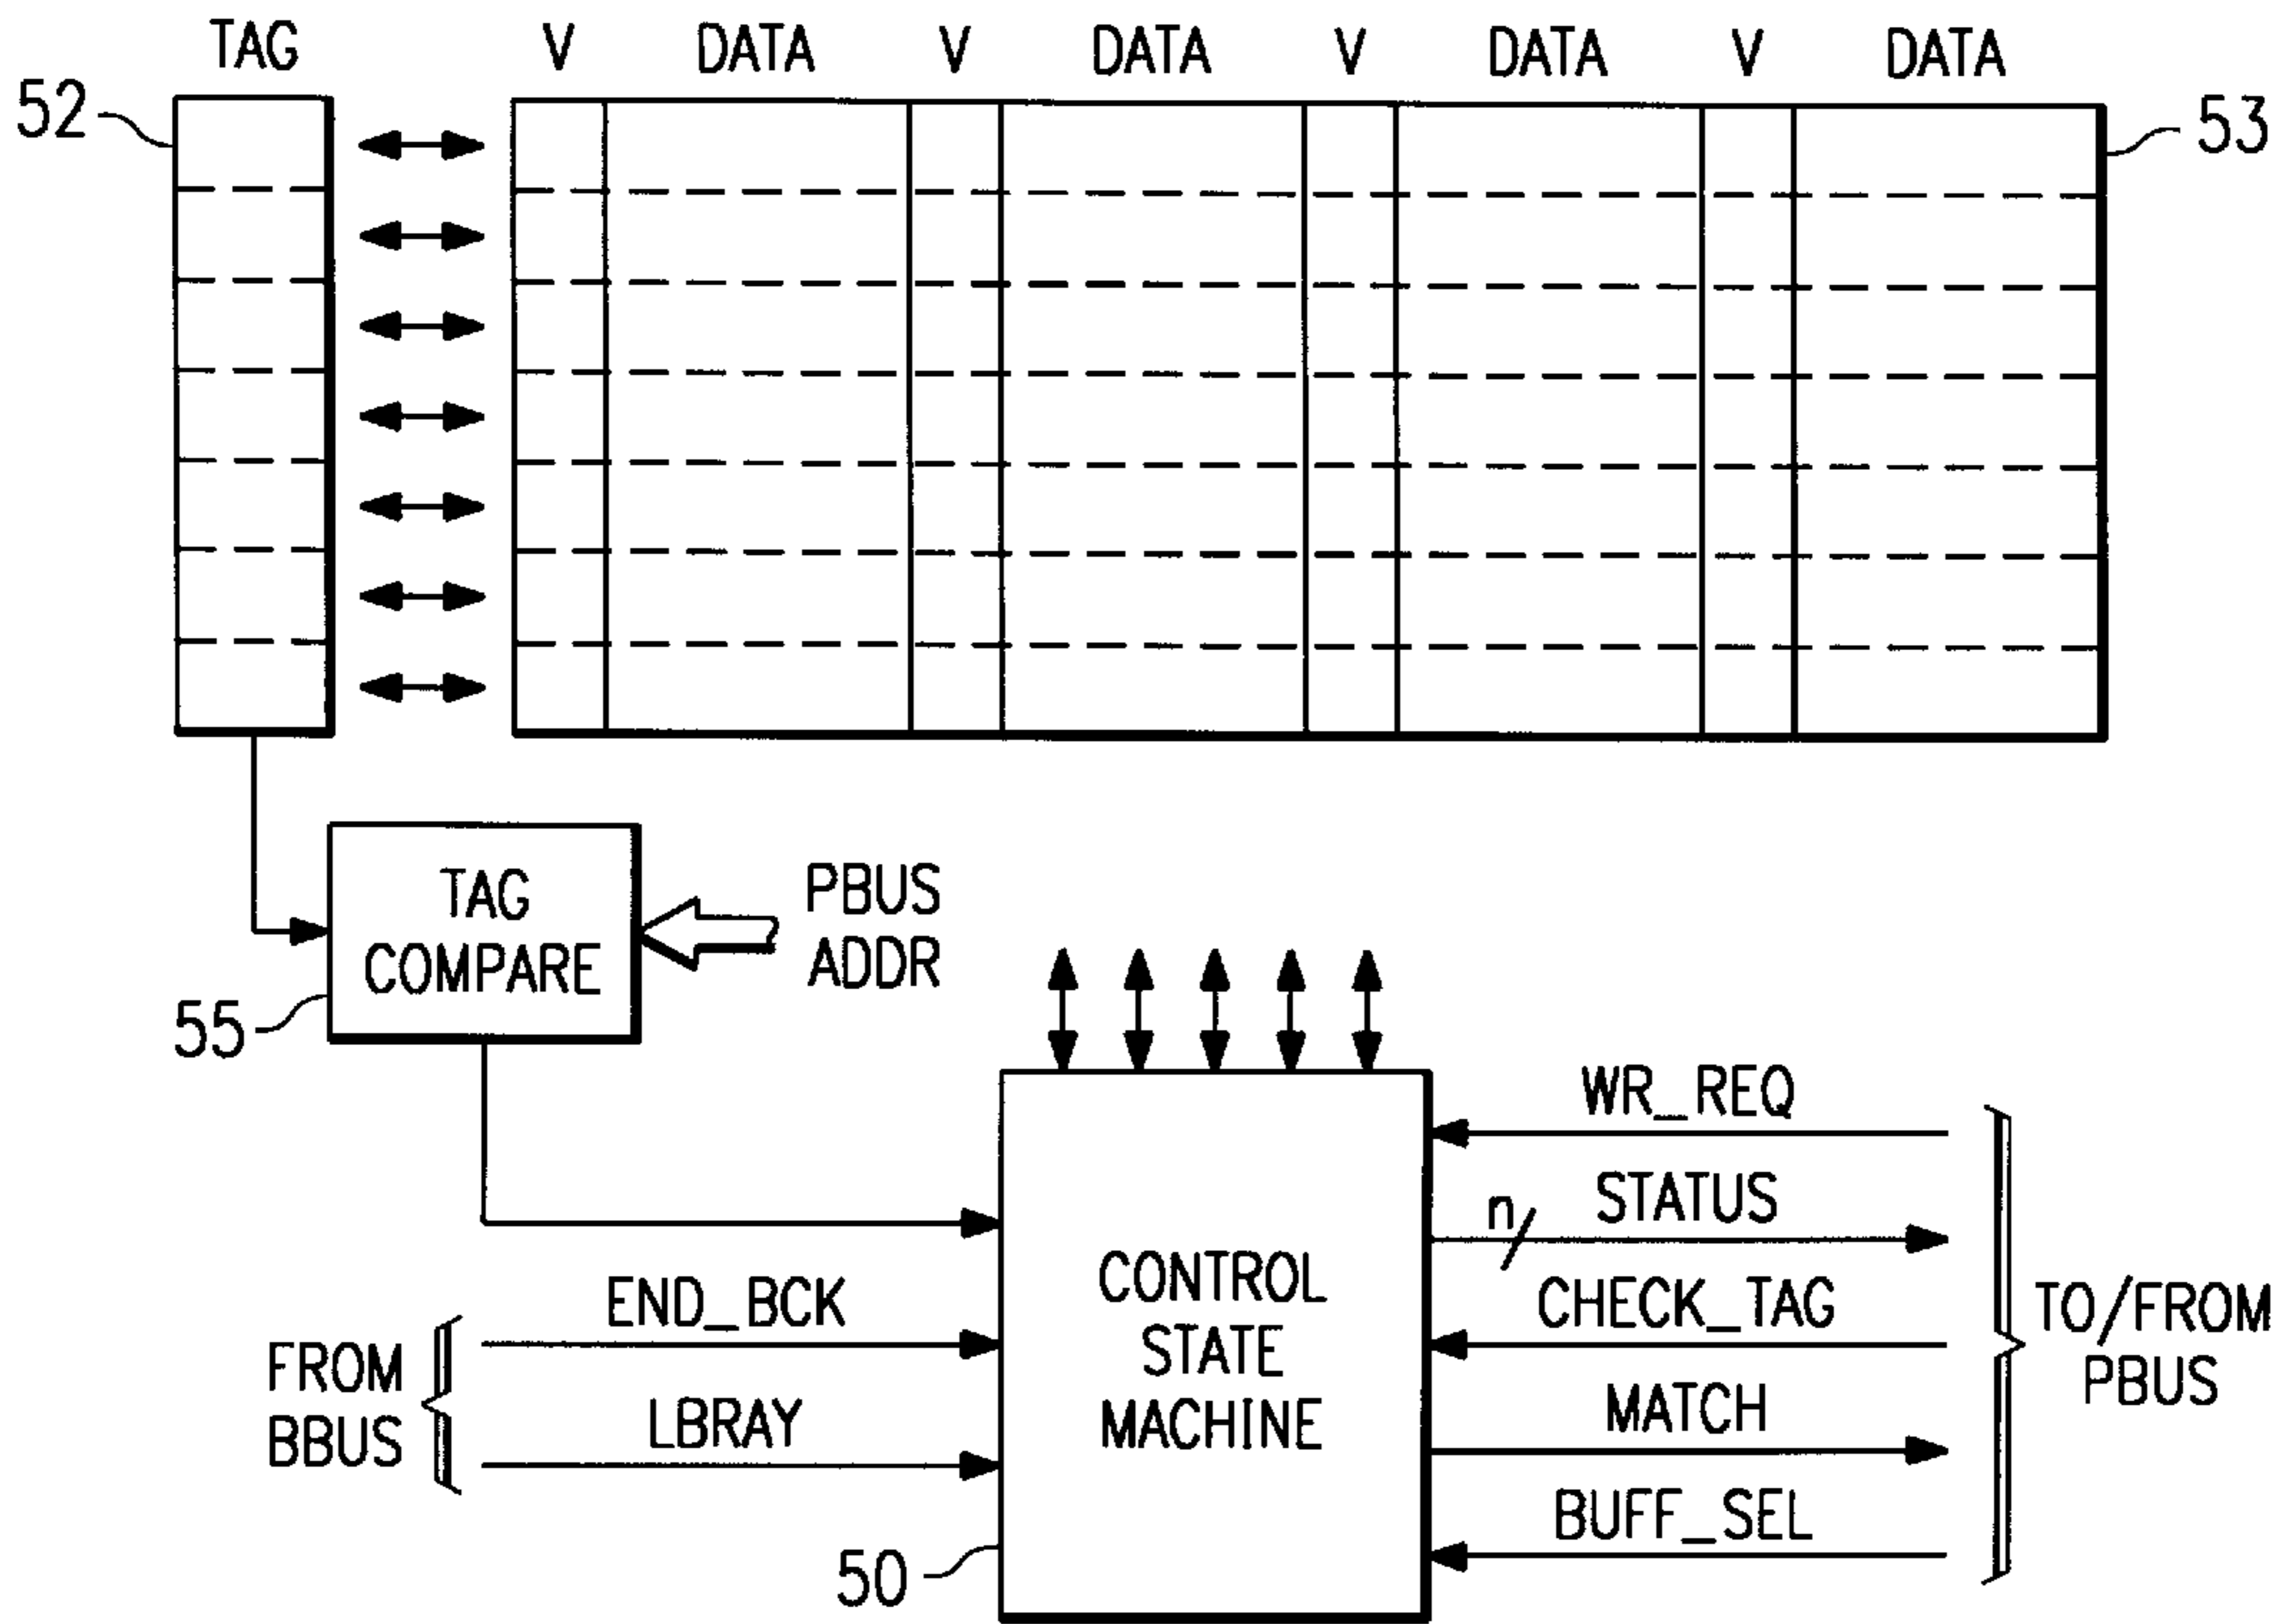 TAG V DATA V DATA V DATA V DATA
52
53
TAG
COMPARE
PBUS
ADDR
55
WR_REQ
n/
STATUS
CHECK_TAG
MATCH
BUFF_SEL
TO/FROM
PBUS
CONTROL
STATE
MACHINE
END_BCK
LBRAY
FROM
BBUS
50